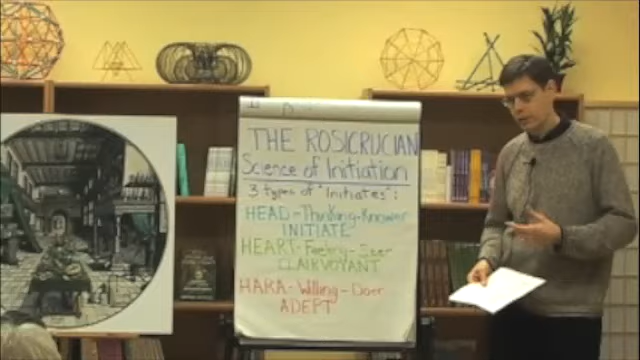 THE ROSICRUCIAN
Science of Initiation
3 types of "Initiates":
HEAD-Thinking-Knower
INITIATE
HEART-Feeling-Seer
CLAIRVOYANT
HARA-Willing-Doer
ADEPT